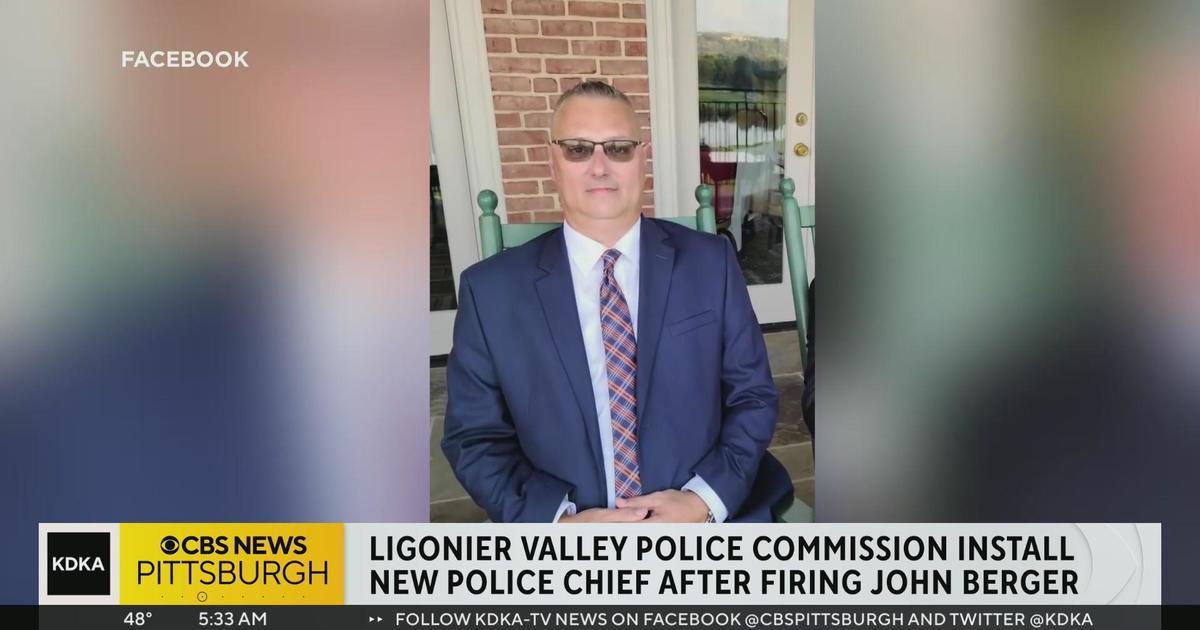 FACEBOOK
KDKA
CBS NEWS
PITTSBURGH
LIGONIER VALLEY POLICE COMMISSION INSTALL
NEW POLICE CHIEF AFTER FIRING JOHN BERGER
48° 5:33 AM FOLLOW KDKA-TV NEWS ON FACEBOOK @CBSPITTSBURGH AND TWITTER @KDKA